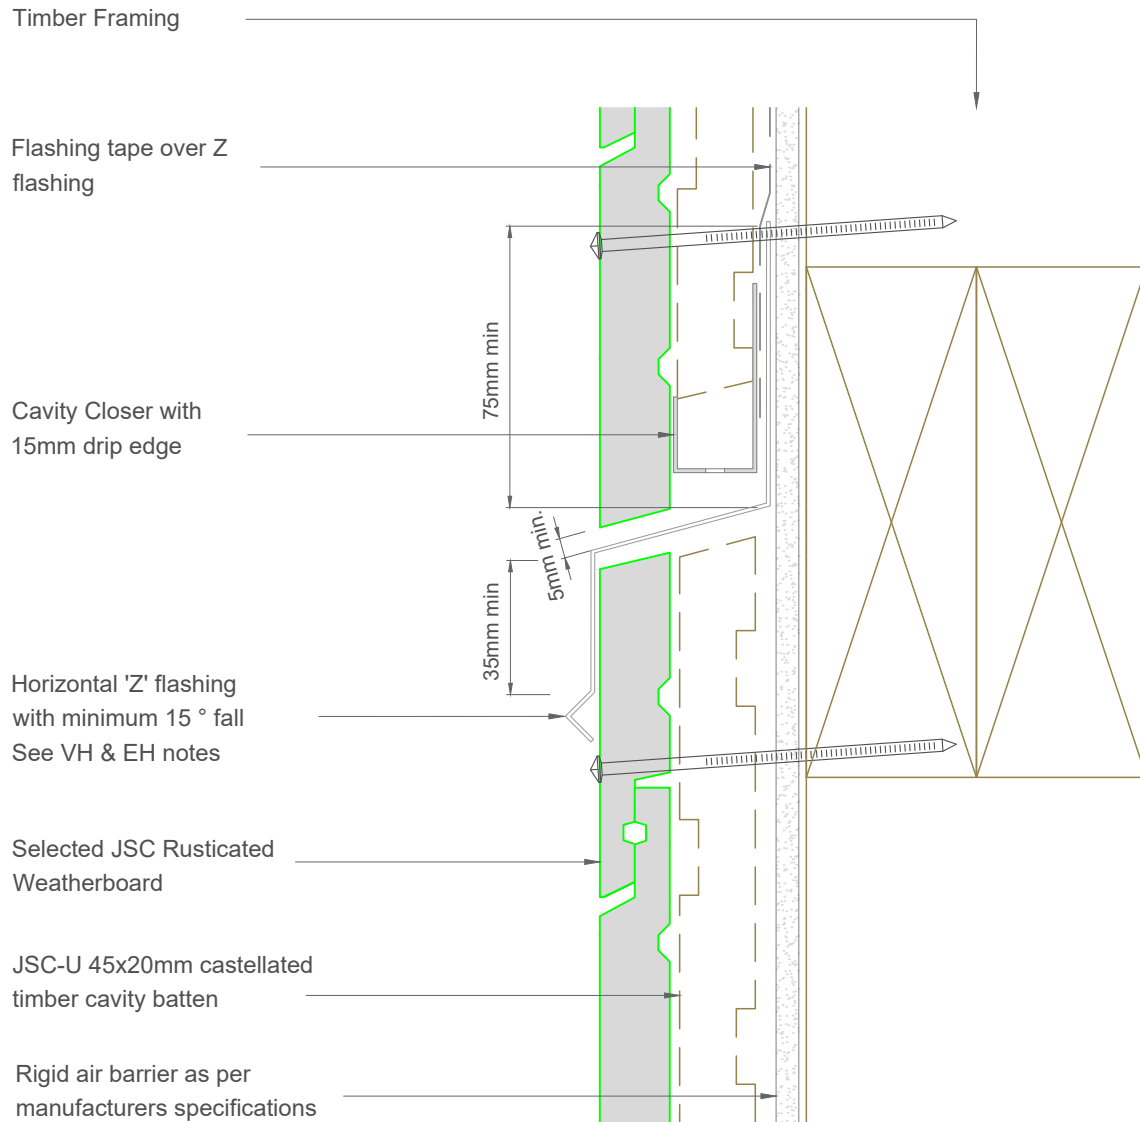 Timber Framing
Flashing tape over Z
flashing
75mm min
Cavity Closer with
15mm drip edge
5mm min.
35mm min
Horizontal 'Z' flashing
with minimum 15 ° fall
See VH & EH notes
Selected JSC Rusticated
Weatherboard
JSC-U 45x20mm castellated
timber cavity batten
Rigid air barrier as per
manufacturers specifications